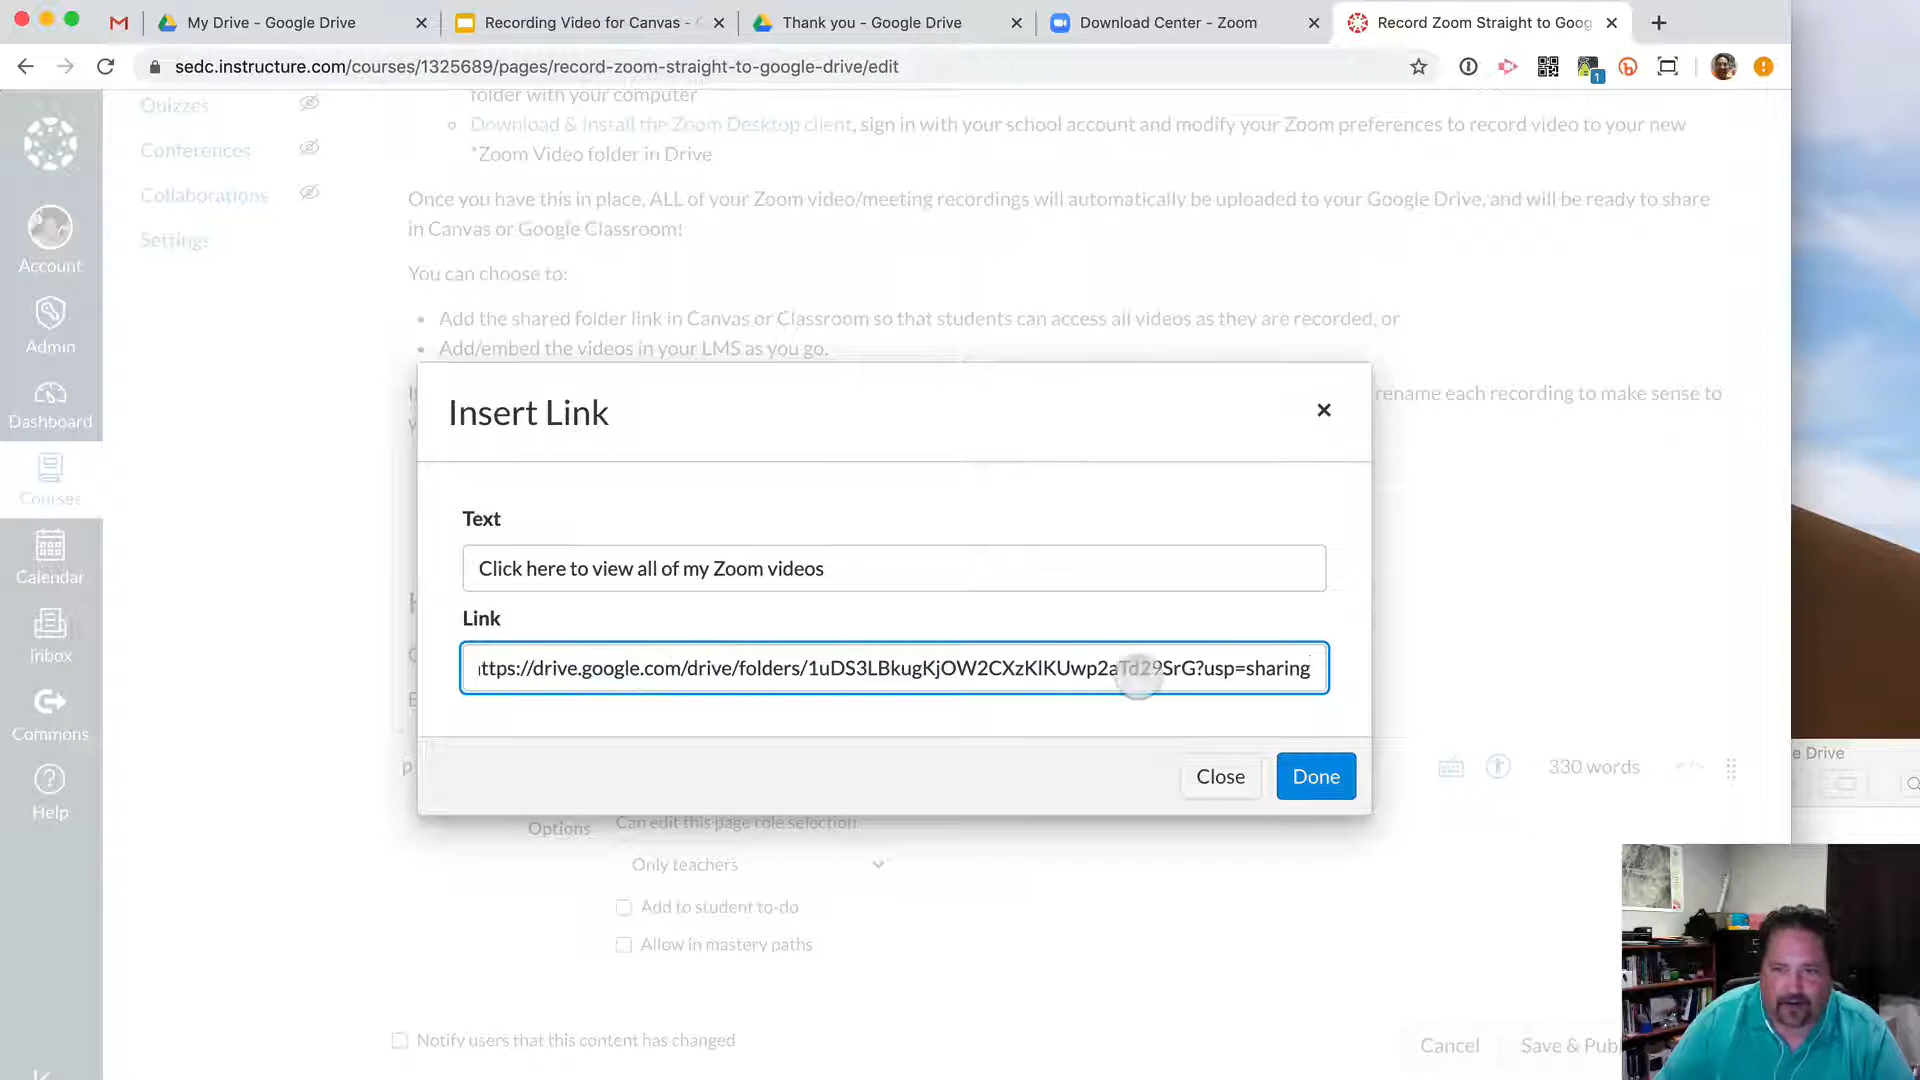 My Drive - Google Drive
Recording Video for Canvas -
Thank you - Google Drive
Download Center - Zoom
Record Zoom Straight to Goog
sedc.instructure.com/courses/1325689/pages/record-zoom-straight-to-google-drive/edit
1
Quizzes
Conferences
Collaborations
Settings
Account
Admin
Dashboard
Courses
Calendar
Inbox
Commons
Help
folder with your computer
Download & Install the Zoom Desktop client, sign in with your school account and modify your Zoom preferences to record video to your new
*Zoom Video folder in Drive
Once you have this in place, ALL of your Zoom video/meeting recordings will automatically be uploaded to your Google Drive, and will be ready to share
in Canvas or Google Classroom!
You can choose to:
Add the shared folder link in Canvas or Classroom so that students can access all videos as they are recorded, or
Add/embed the videos in your LMS as you go.
rename each recording to make sense to
Insert Link
Text
Click here to view all of my Zoom videos
Link
ttps://drive.google.com/drive/folders/1uDS3LBkugKjOW2CXzKlKUwp2aTd29SrG?usp=sharing
Close
Done
p
330 words
</>
e Drive
Options
Can edit this page role selection
Only teachers
Add to student to-do
Allow in mastery paths
Notify users that this content has changed
Cancel
Save & Publ